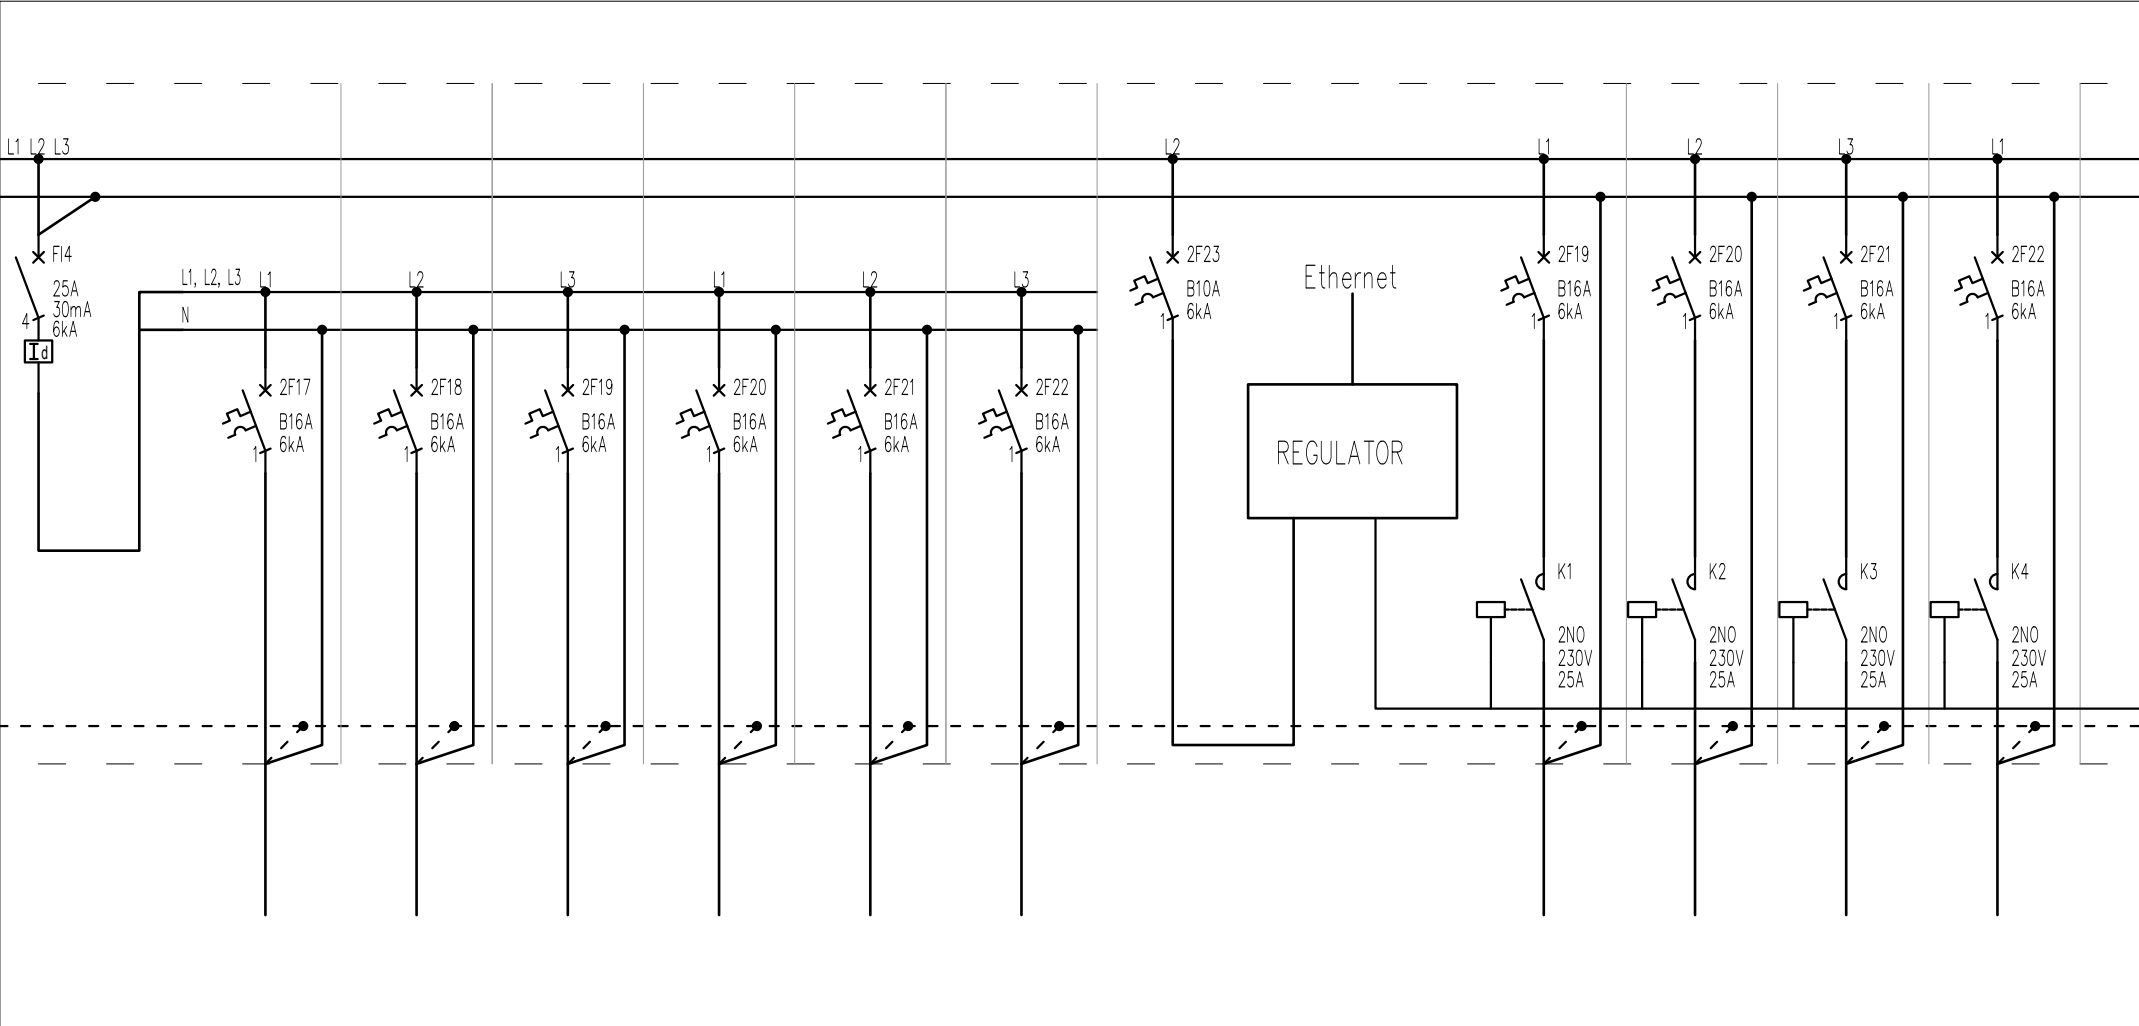 L1 L2 L3
L2
L1
L2
L3
L1
FI4
25A
30mA
6kA
4
Id
L1, L2, L3
N
L1
L2
L3
L1
L2
L3
2F17
B16A
6kA
1
2F18
B16A
6kA
1
2F19
B16A
6kA
1
2F20
B16A
6kA
1
2F21
B16A
6kA
1
2F22
B16A
6kA
1
2F23
B10A
6kA
1
Ethernet
REGULATOR
2F19
B16A
6kA
1
2F20
B16A
6kA
1
2F21
B16A
6kA
1
2F22
B16A
6kA
1
K1
2NO
230V
25A
K2
2NO
230V
25A
K3
2NO
230V
25A
K4
2NO
230V
25A